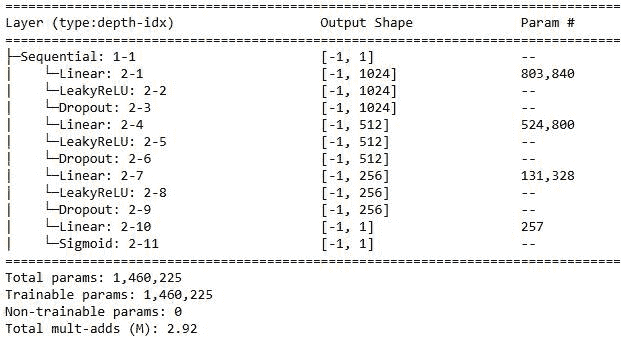 ==========================================================================================
Layer (type:depth-idx)                   Output Shape              Param #
==========================================================================================
├─Sequential: 1-1                        [-1, 1]                   --
|    └─Linear: 2-1                       [-1, 1024]                803,840
|    └─LeakyReLU: 2-2                    [-1, 1024]                --
|    └─Dropout: 2-3                      [-1, 1024]                --
|    └─Linear: 2-4                       [-1, 512]                 524,800
|    └─LeakyReLU: 2-5                    [-1, 512]                 --
|    └─Dropout: 2-6                      [-1, 512]                 --
|    └─Linear: 2-7                       [-1, 256]                 131,328
|    └─LeakyReLU: 2-8                    [-1, 256]                 --
|    └─Dropout: 2-9                      [-1, 256]                 --
|    └─Linear: 2-10                      [-1, 1]                   257
|    └─Sigmoid: 2-11                     [-1, 1]                   --
==========================================================================================
Total params: 1,460,225
Trainable params: 1,460,225
Non-trainable params: 0
Total mult-adds (M): 2.92